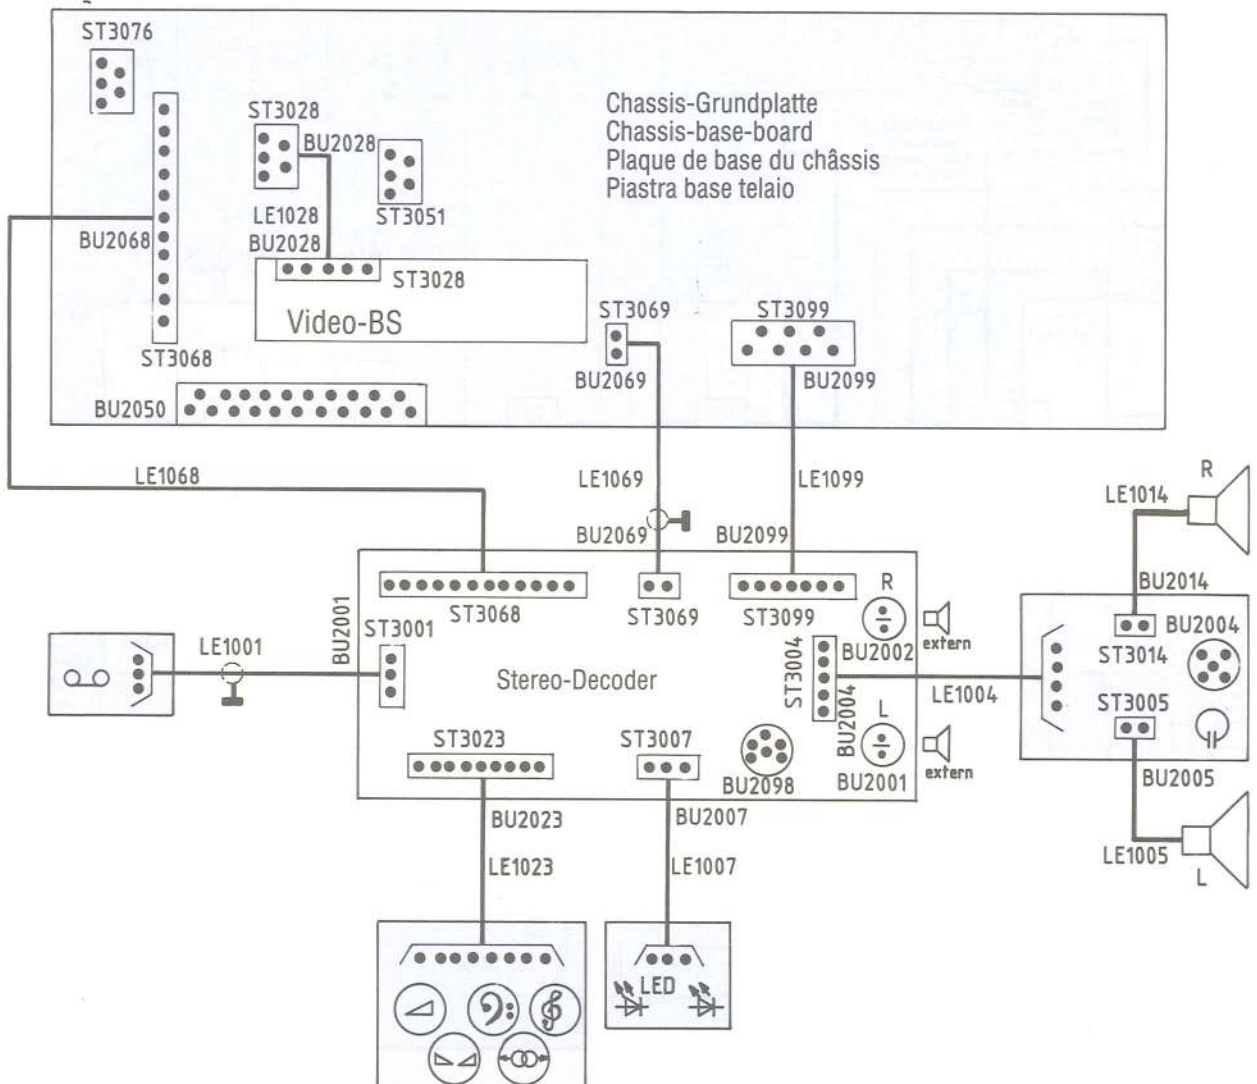 ST3076
ST3028
BU2028
Chassis-Grundplatte
Chassis-base-board
Plaque de base du châssis
Piastra base telaio
ST3051
LE1028
BU2068
BU2028
ST3028
Video-BS
ST3069
ST3099
ST3068
BU2069
BU2099
BU2050
LE1068
LE1069
LE1099
R
LE1014
BU2069
BU2099
BU2014
ST3068
ST3069
ST3099
R
BU2001
ST3001
ST3004
BU2002
extern
BU2004
ST3014
LE1001
Stereo-Decoder
LE1004
BU2004
L
ST3005
ST3023
ST3007
BU2098
BU2001
extern
BU2005
BU2023
BU2007
LE1023
LE1007
LE1005
L
LED